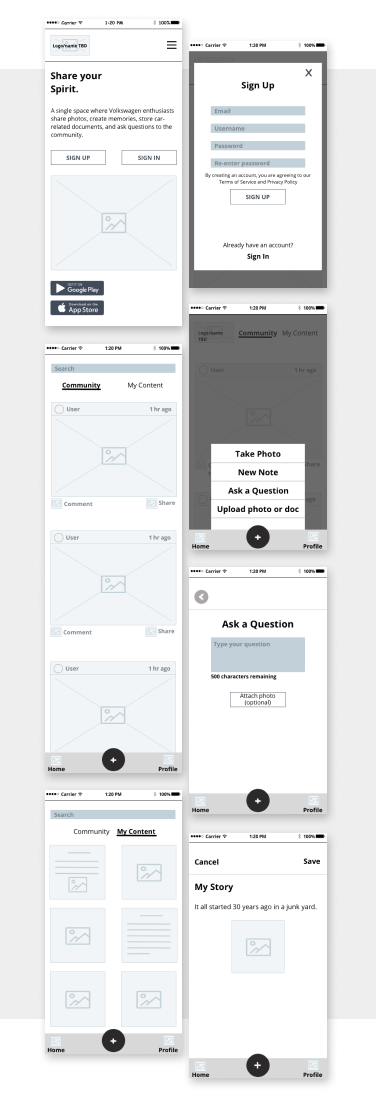 Carrier 1:20 PM 100%
Logo/name TBD
Share your
Spirit.
A single space where Volkswagen enthusiasts
share photos, create memories, store car-
related documents, and ask questions to the
community.
SIGN UP SIGN IN
GET IT ON
Google Play
Download on the
App Store
Carrier 1:20 PM 100%
X
Sign Up
Email
Username
Password
Re-enter password
By creating an account, you are agreeing to our
Terms of Service and Privacy Policy
SIGN UP
Already have an account?
Sign In
Carrier 1:20 PM 100%
Search
Community My Content
User 1 hr ago
Comment Share
User 1 hr ago
Comment Share
User 1 hr ago
+
Home Profile
Carrier 1:20 PM 100%
Logo/name
TBD
Community My Content
User 1 hr ago
Share
ago
Take Photo
New Note
Ask a Question
Upload photo or doc
+
Home Profile
Carrier 1:20 PM 100%
Ask a Question
Type your question
500 characters remaining
Attach photo
(optional)
+
Home Profile
Carrier 1:20 PM 100%
Search
Community My Content
+
Home Profile
Carrier 1:20 PM 100%
Cancel Save
My Story
It all started 30 years ago in a junk yard.
+
Home Profile